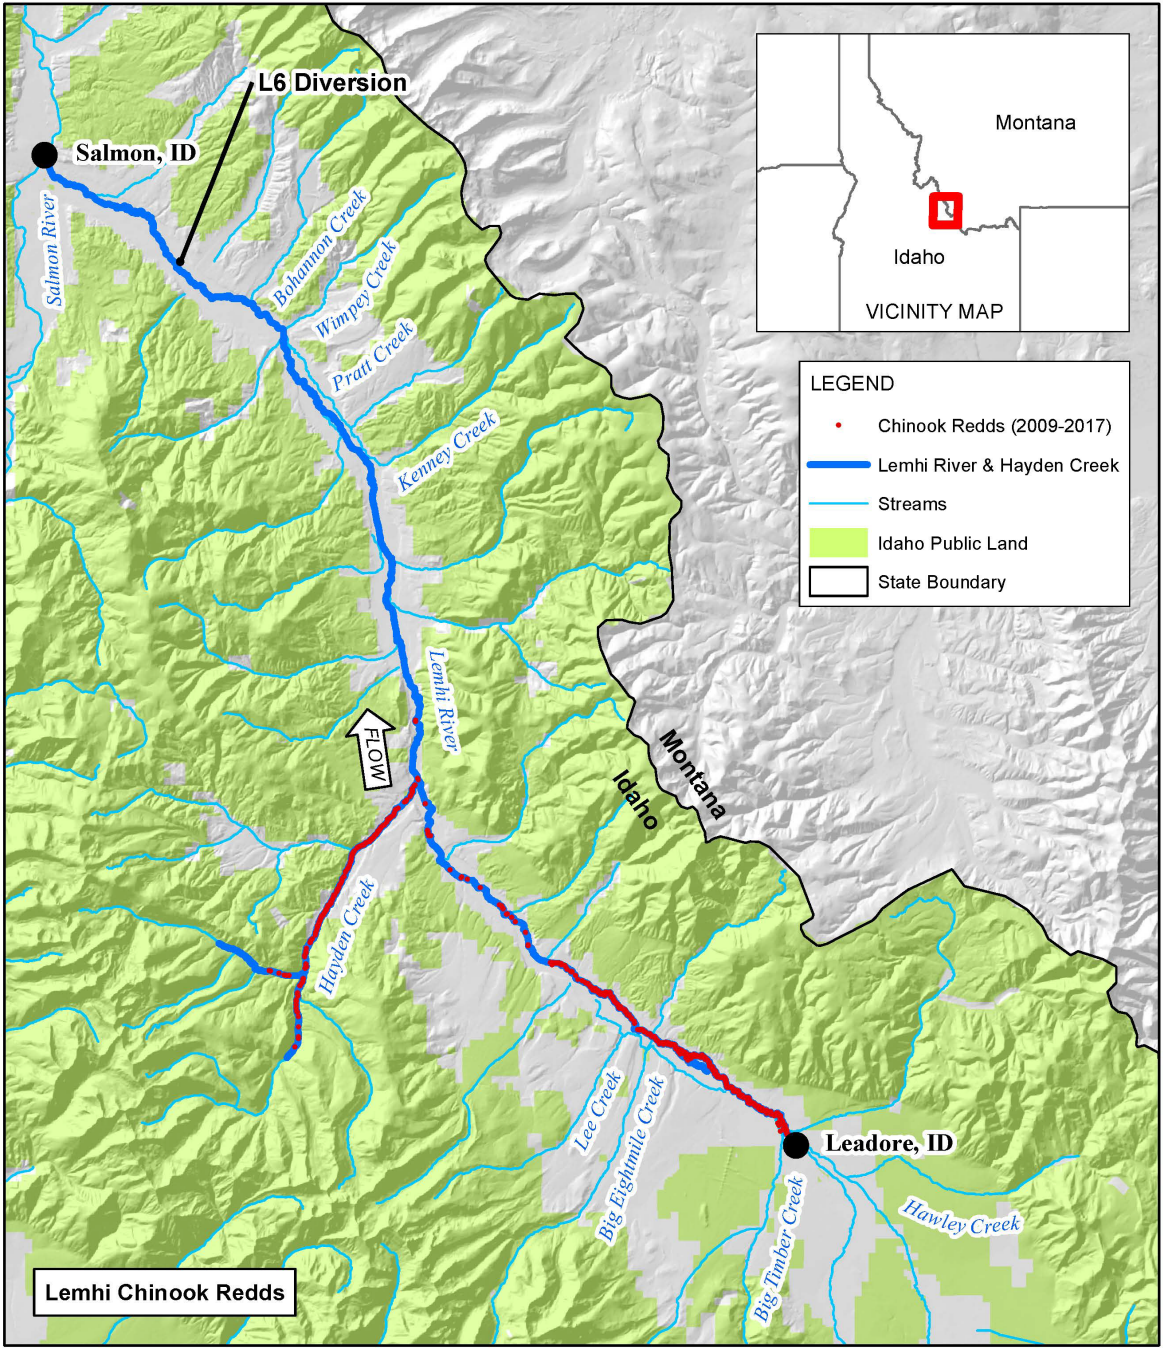 L6 Diversion
Salmon, ID
Salmon River
Bohannon Creek
Wimpey Creek
Pratt Creek
Kenney Creek
Lemhi River
FLOW
Montana
Idaho
Hayden Creek
Lee Creek
Big Eightmile Creek
Big Timber Creek
Leadore, ID
Hawley Creek
Montana
Idaho
VICINITY MAP
LEGEND
Chinook Redds (2009-2017)
Lemhi River & Hayden Creek
Streams
Idaho Public Land
State Boundary
Lemhi Chinook Redds